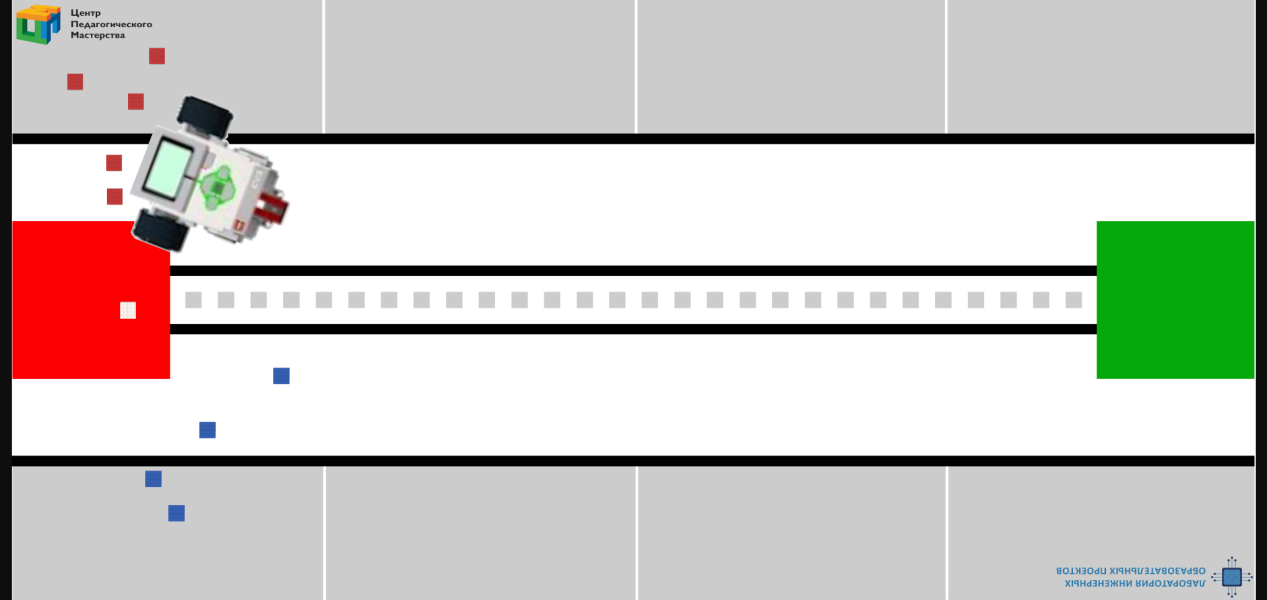 Центр
Педагогического
Мастерства
ЛАБОРАТОРИЯ ИНЖЕНЕРНЫХ
ОБРАЗОВАТЕЛЬНЫХ ПРОЕКТОВ